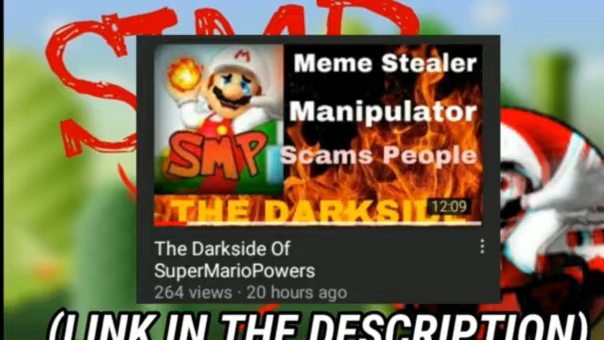 SMP
Meme Stealer
Manipulator
Scams People
SMP
THE DARKSIDE
12:09
The Darkside Of
SuperMarioPowers
264 views · 20 hours ago
(LINK IN THE DESCRIPTION)